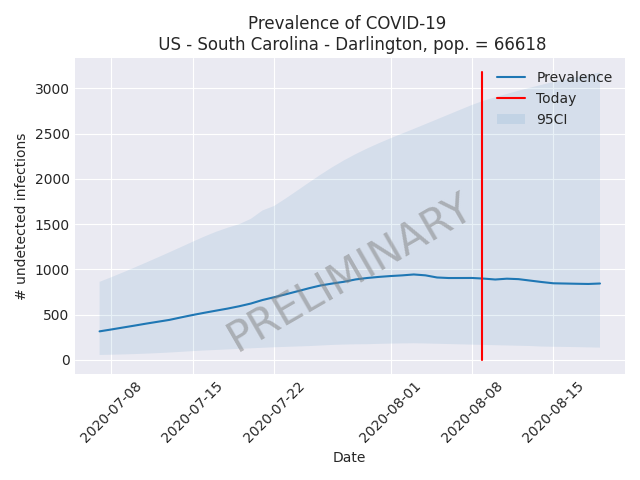 Prevalence of COVID-19
US - South Carolina - Darlington, pop. = 66618
Prevalence
Today
95CI
3000
2500
2000
1500
1000
500
0
# undetected infections
PRELIMINARY
2020-07-08
2020-07-15
2020-07-22
2020-08-01
2020-08-08
2020-08-15
Date